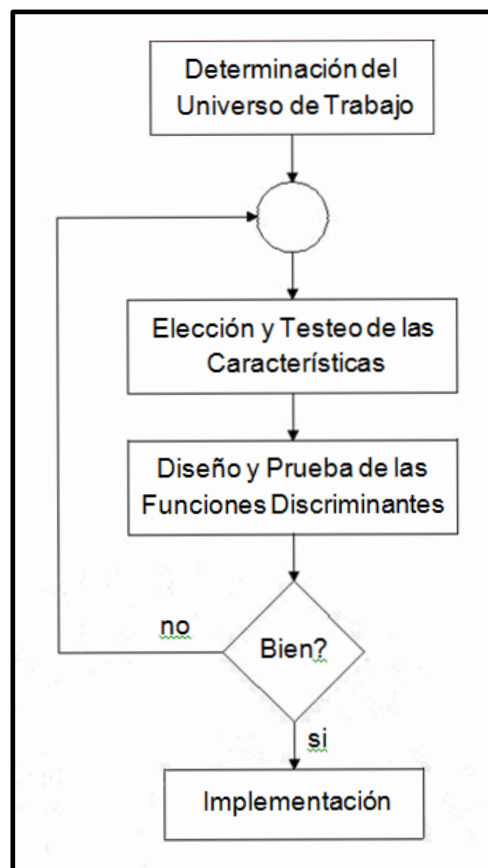 Determinación del
Universo de Trabajo
Elección y Testeo de las
Características
Diseño y Prueba de las
Funciones Discriminantes
no
Bien?
si
Implementación